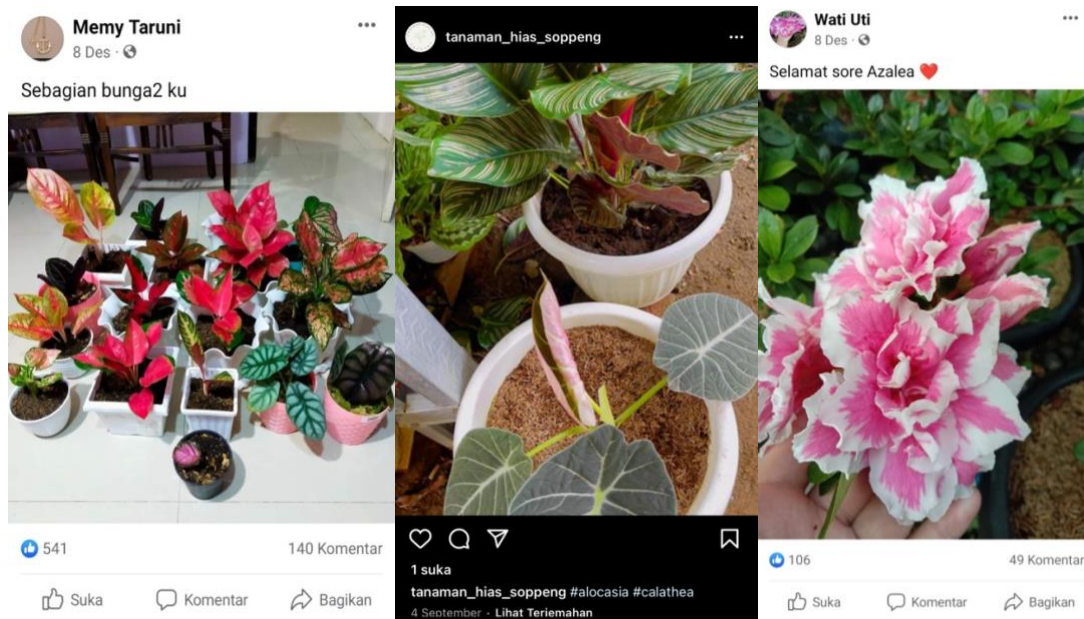 Memy Taruni
8 Des
Sebagian bunga2 ku
541
140 Komentar
Suka
Komentar
Bagikan
tanaman_hias_soppeng
1 suka
tanaman_hias_soppeng #alocasia #calathea
4 September · Lihat Terjemahan
Wati Uti
8 Des
Selamat sore Azalea ❤️
106
49 Komentar
Suka
Komentar
Bagikan